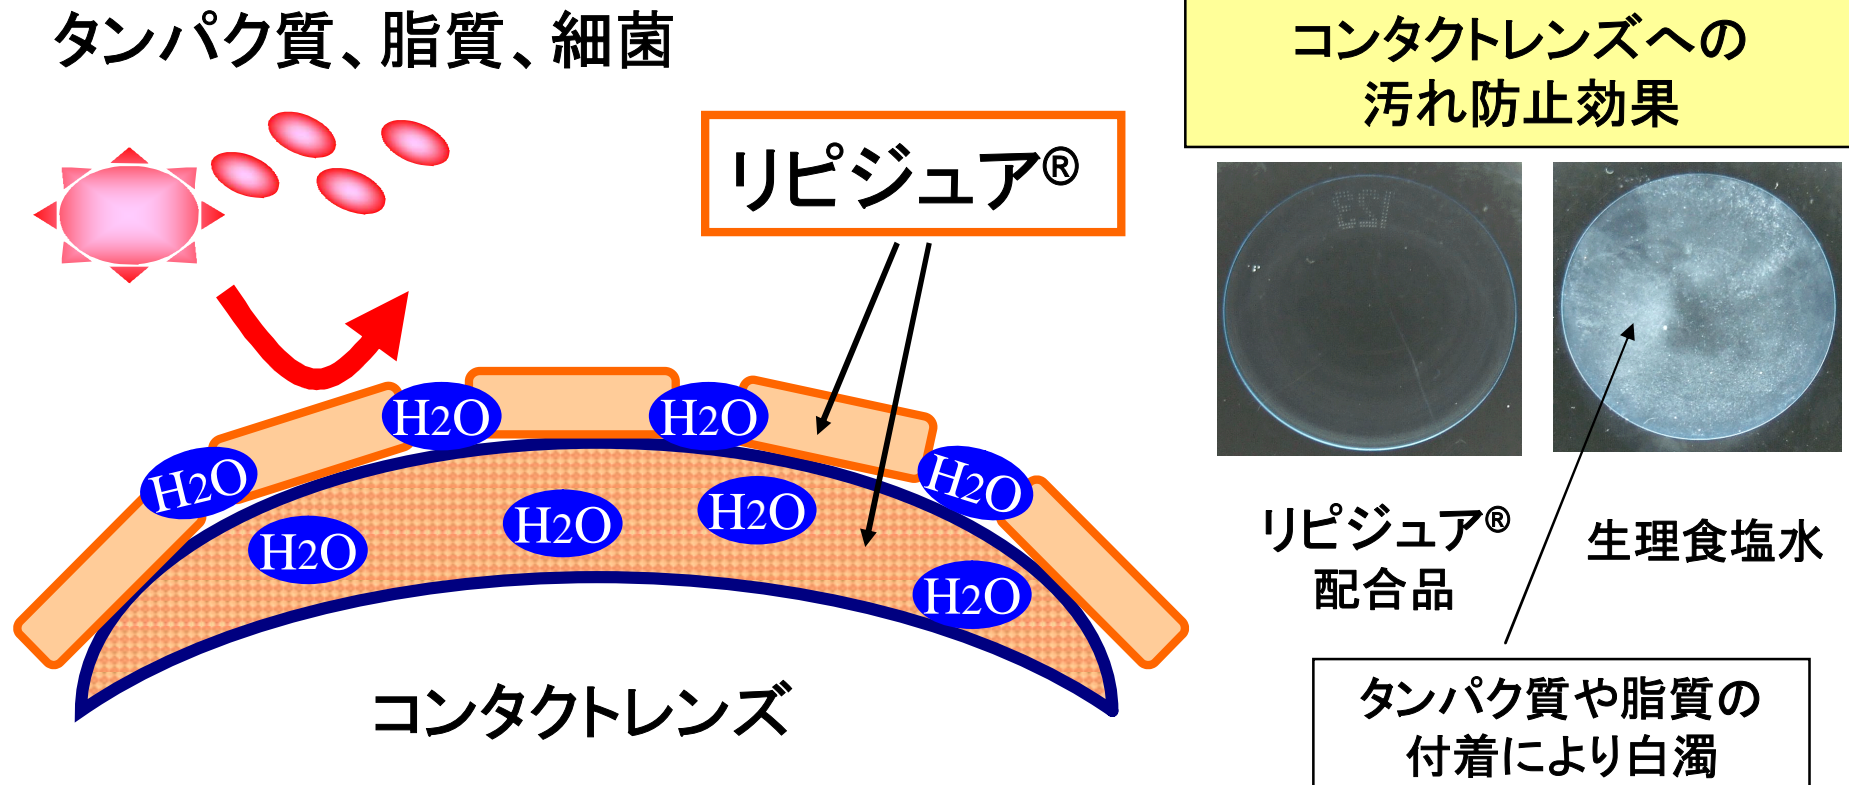 タンパク質、脂質、細菌
リピジュア®
H2O
H2O
H2O
H2O
H2O
H2O
H2O
H2O
コンタクトレンズ
コンタクトレンズへの
汚れ防止効果
リピジュア®
配合品
生理食塩水
タンパク質や脂質の
付着により白濁